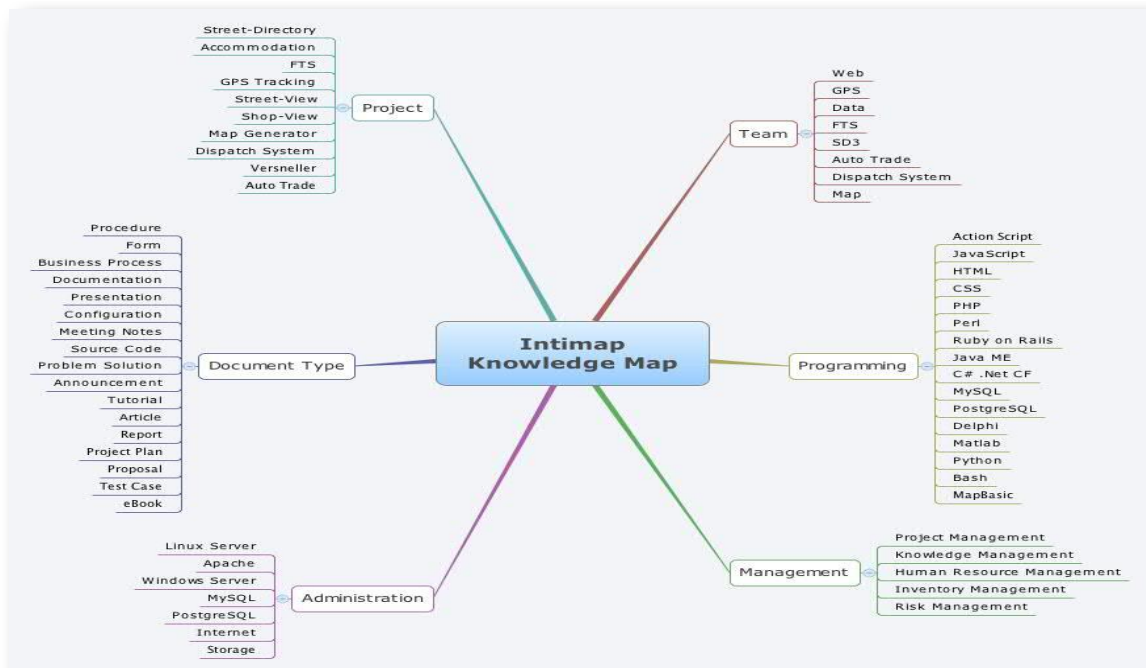 Intimap
Knowledge Map
Project
Street-Directory
Accommodation
FTS
GPS Tracking
Street-View
Shop-View
Map Generator
Dispatch System
Versneller
Auto Trade
Team
Web
GPS
Data
FTS
SD3
Auto Trade
Dispatch System
Map
Document Type
Procedure
Form
Business Process
Documentation
Presentation
Configuration
Meeting Notes
Source Code
Problem Solution
Announcement
Tutorial
Article
Report
Project Plan
Proposal
Test Case
eBook
Programming
Action Script
JavaScript
HTML
CSS
PHP
Perl
Ruby on Rails
Java ME
C# .Net CF
MySQL
PostgreSQL
Delphi
Matlab
Python
Bash
MapBasic
Administration
Linux Server
Apache
Windows Server
MySQL
PostgreSQL
Internet
Storage
Management
Project Management
Knowledge Management
Human Resource Management
Inventory Management
Risk Management